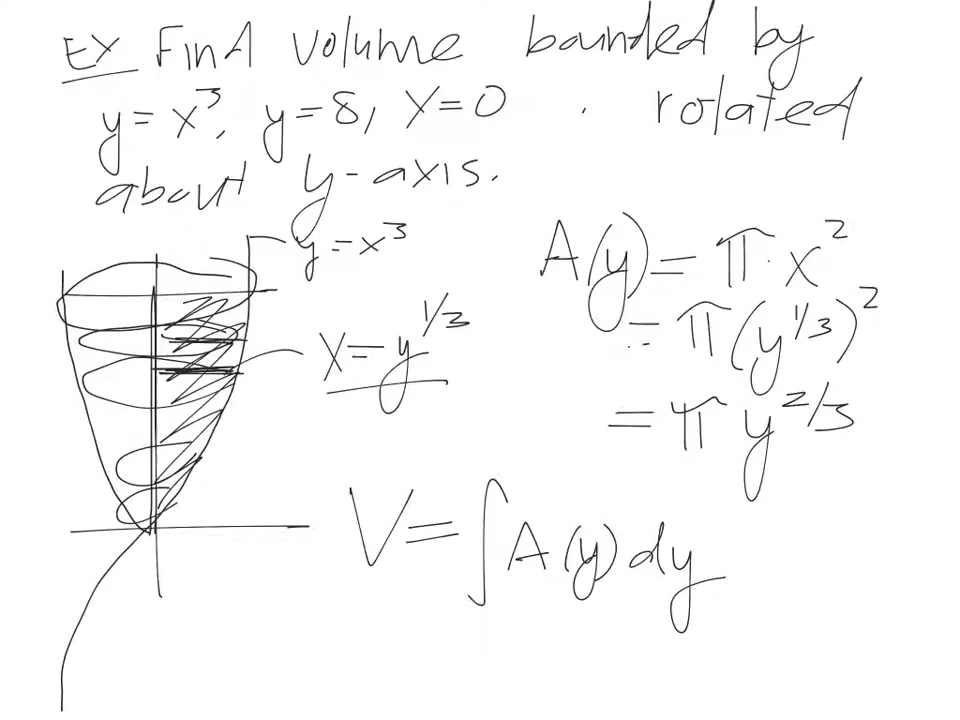 Ex Find volume bounded by
y = x³, y = 8, x = 0 . rotated
about y-axis.
y = x³
A(y) = π · x²
x = y^1/3
= π(y^1/3)²
= π y^2/3
V = ∫ A(y) dy